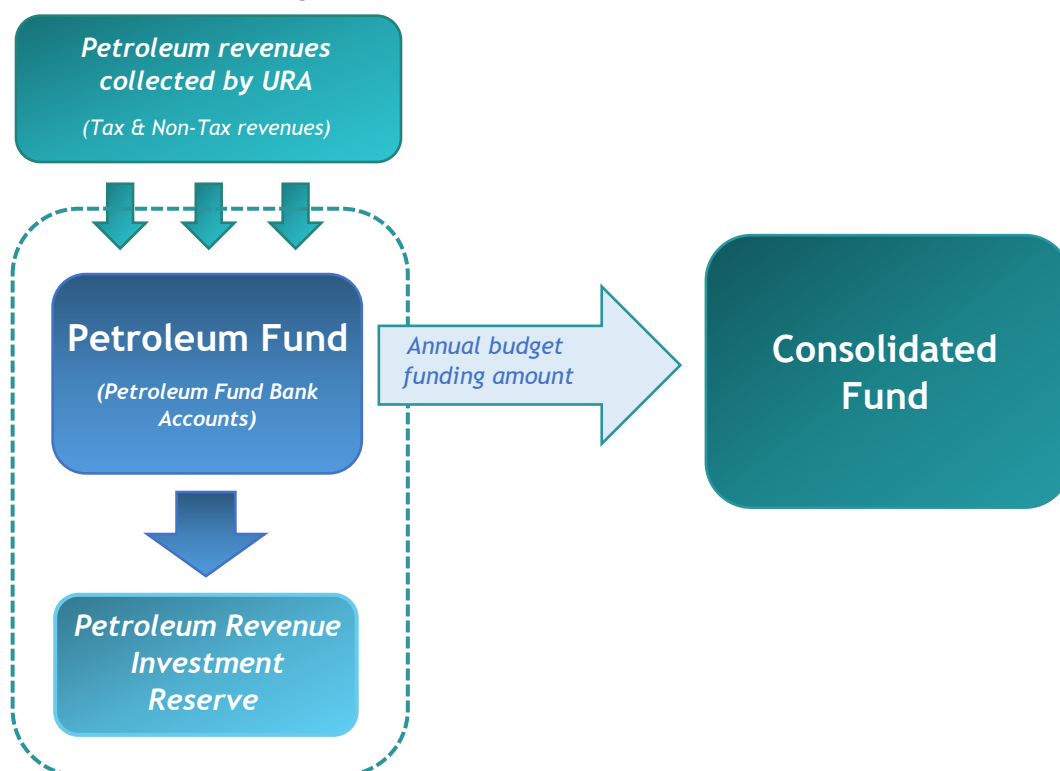 Petroleum revenues
collected by URA
(Tax & Non-Tax revenues)
Petroleum Fund
(Petroleum Fund Bank
Accounts)
Annual budget
funding amount
Consolidated
Fund
Petroleum Revenue
Investment
Reserve